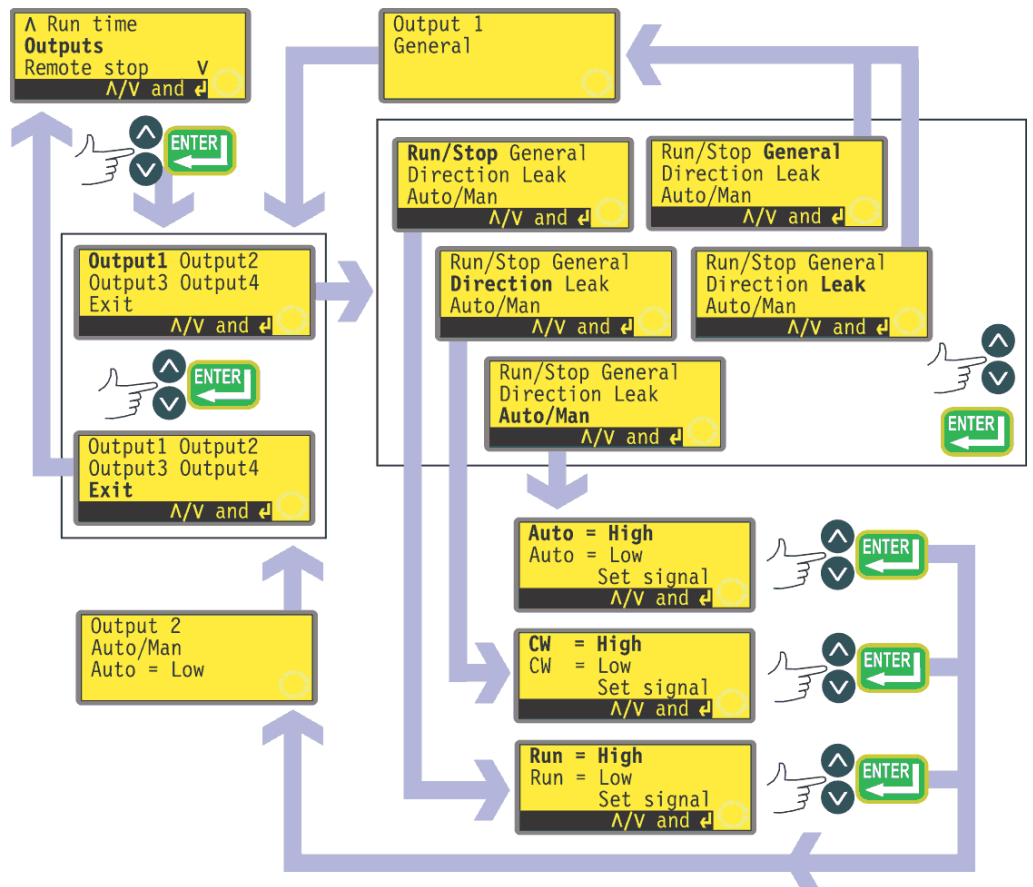 Λ Run time
Outputs
Remote stop V
Λ/V and ↲
ENTER
Output 1
General
Run/Stop General
Direction Leak
Auto/Man
Λ/V and ↲
Run/Stop General
Direction Leak
Auto/Man
Λ/V and ↲
Output1 Output2
Output3 Output4
Exit
Λ/V and ↲
Run/Stop General
Direction Leak
Auto/Man
Λ/V and ↲
Run/Stop General
Direction Leak
Auto/Man
Λ/V and ↲
ENTER
Run/Stop General
Direction Leak
Auto/Man
Λ/V and ↲
ENTER
Output1 Output2
Output3 Output4
Exit
Λ/V and ↲
Auto = High
Auto = Low
Set signal
Λ/V and ↲
ENTER
Output 2
Auto/Man
Auto = Low
CW = High
CW = Low
Set signal
Λ/V and ↲
ENTER
Run = High
Run = Low
Set signal
Λ/V and ↲
ENTER